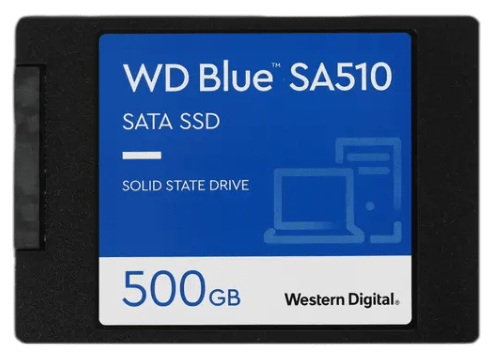 WD Blue™ SA510
SATA SSD
SOLID STATE DRIVE
500GB
Western Digital®